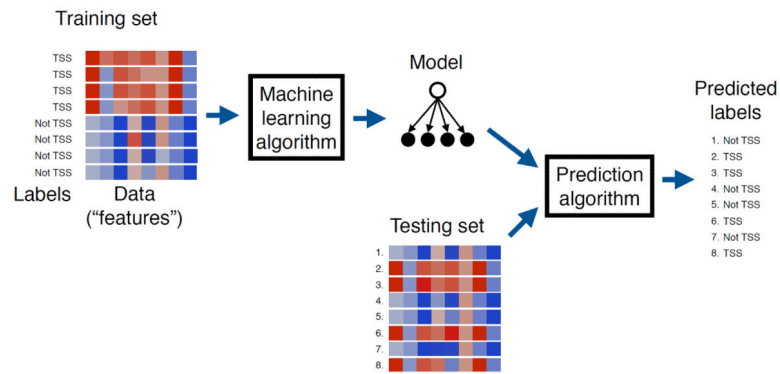 Training set
TSS
TSS
TSS
TSS
Not TSS
Not TSS
Not TSS
Not TSS
Labels
Data
(“features”)
Machine
learning
algorithm
Model
Testing set
1.
2.
3.
4.
5.
6.
7.
8.
Prediction
algorithm
Predicted
labels
1. Not TSS
2. TSS
3. TSS
4. Not TSS
5. Not TSS
6. TSS
7. Not TSS
8. TSS